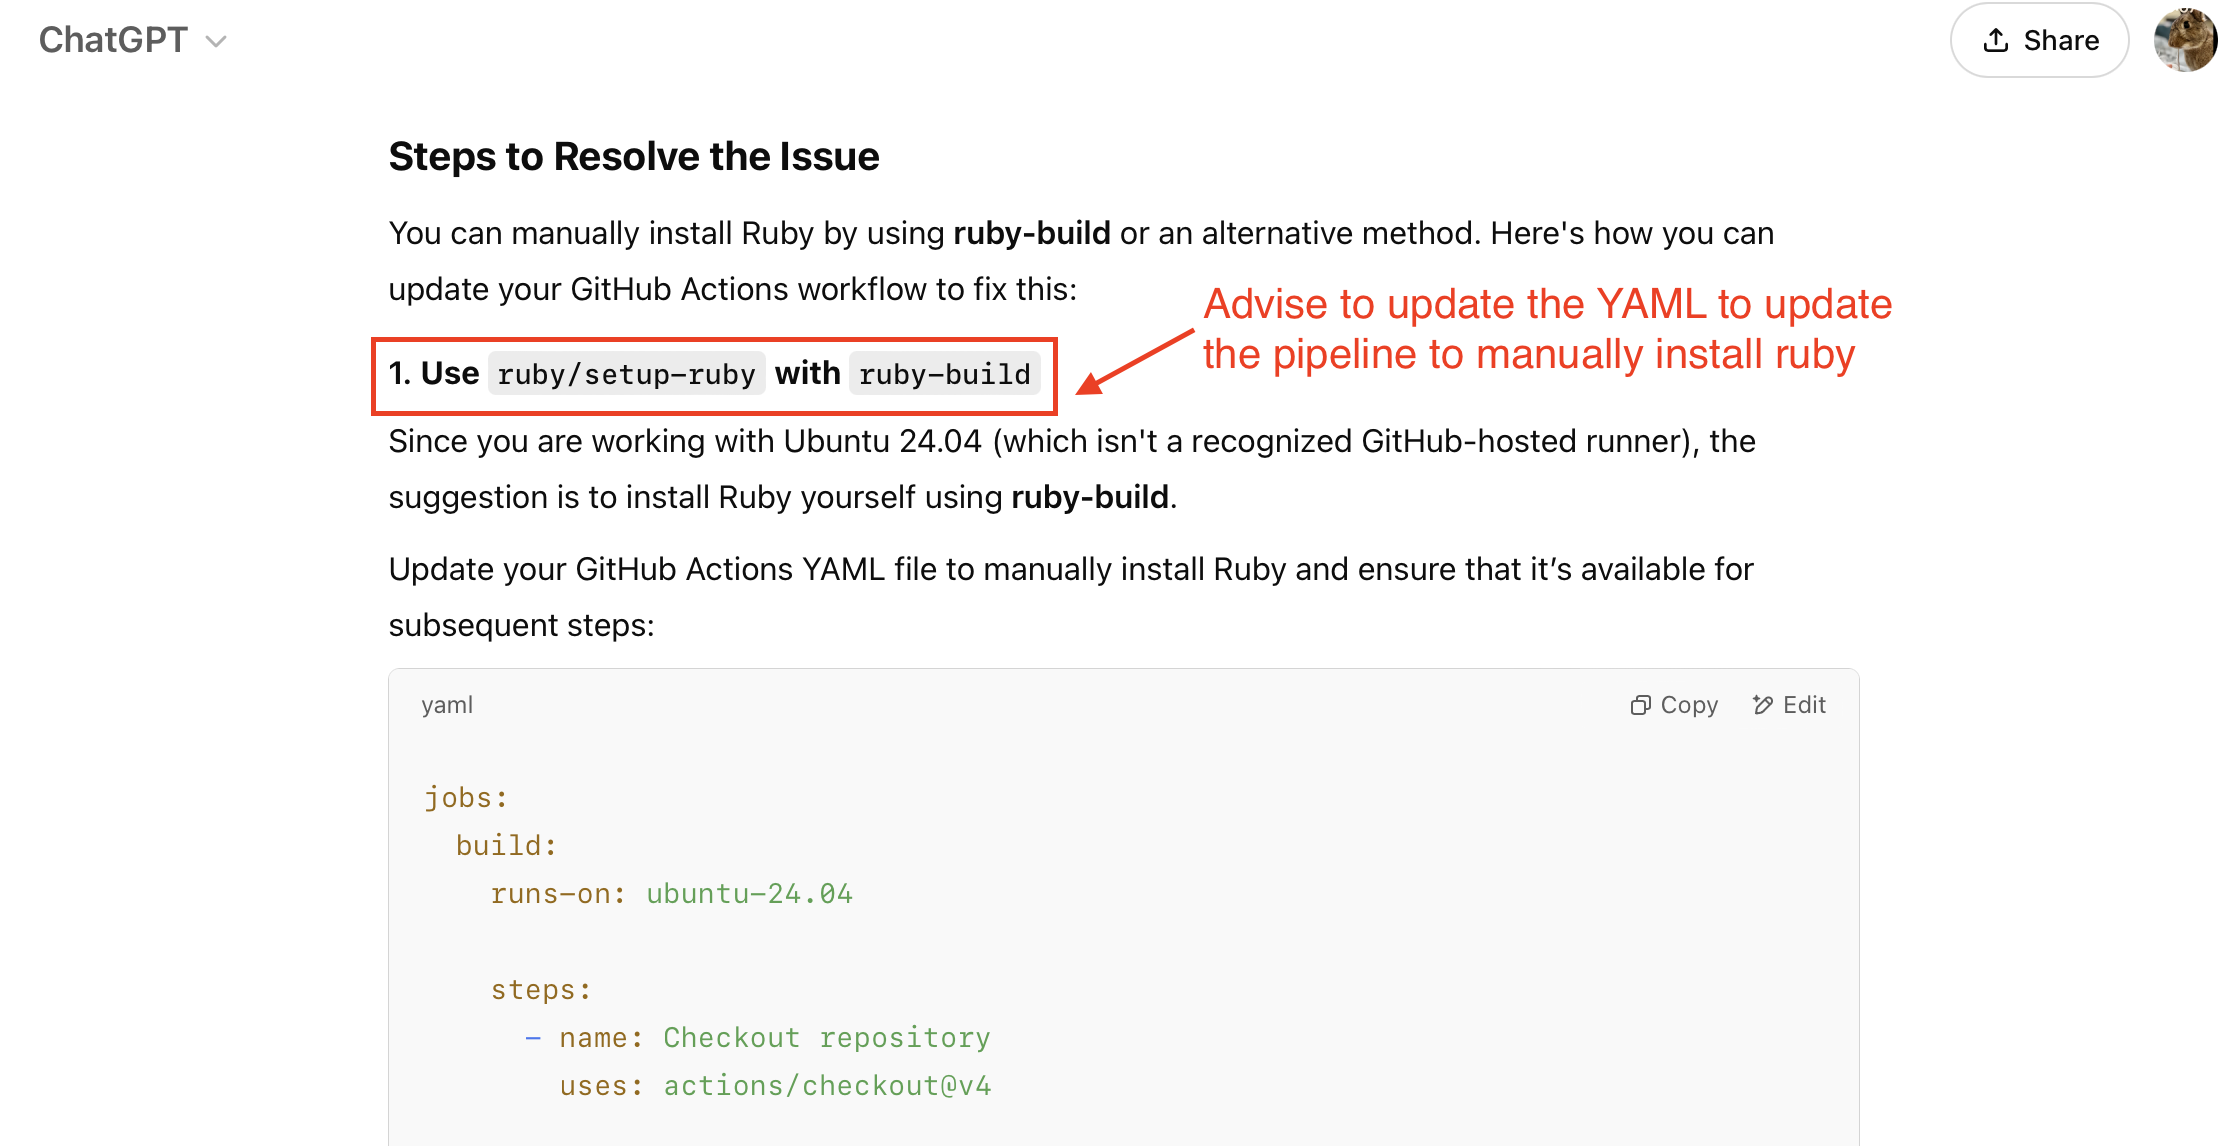 ChatGPT
Share
Steps to Resolve the Issue
You can manually install Ruby by using ruby-build or an alternative method. Here's how you can
update your GitHub Actions workflow to fix this:
Advise to update the YAML to update
the pipeline to manually install ruby
1. Use ruby/setup-ruby with ruby-build
Since you are working with Ubuntu 24.04 (which isn't a recognized GitHub-hosted runner), the
suggestion is to install Ruby yourself using ruby-build.
Update your GitHub Actions YAML file to manually install Ruby and ensure that it’s available for
subsequent steps:
yaml
Copy
Edit
jobs:
  build:
    runs-on: ubuntu-24.04
    steps:
      - name: Checkout repository
        uses: actions/checkout@v4